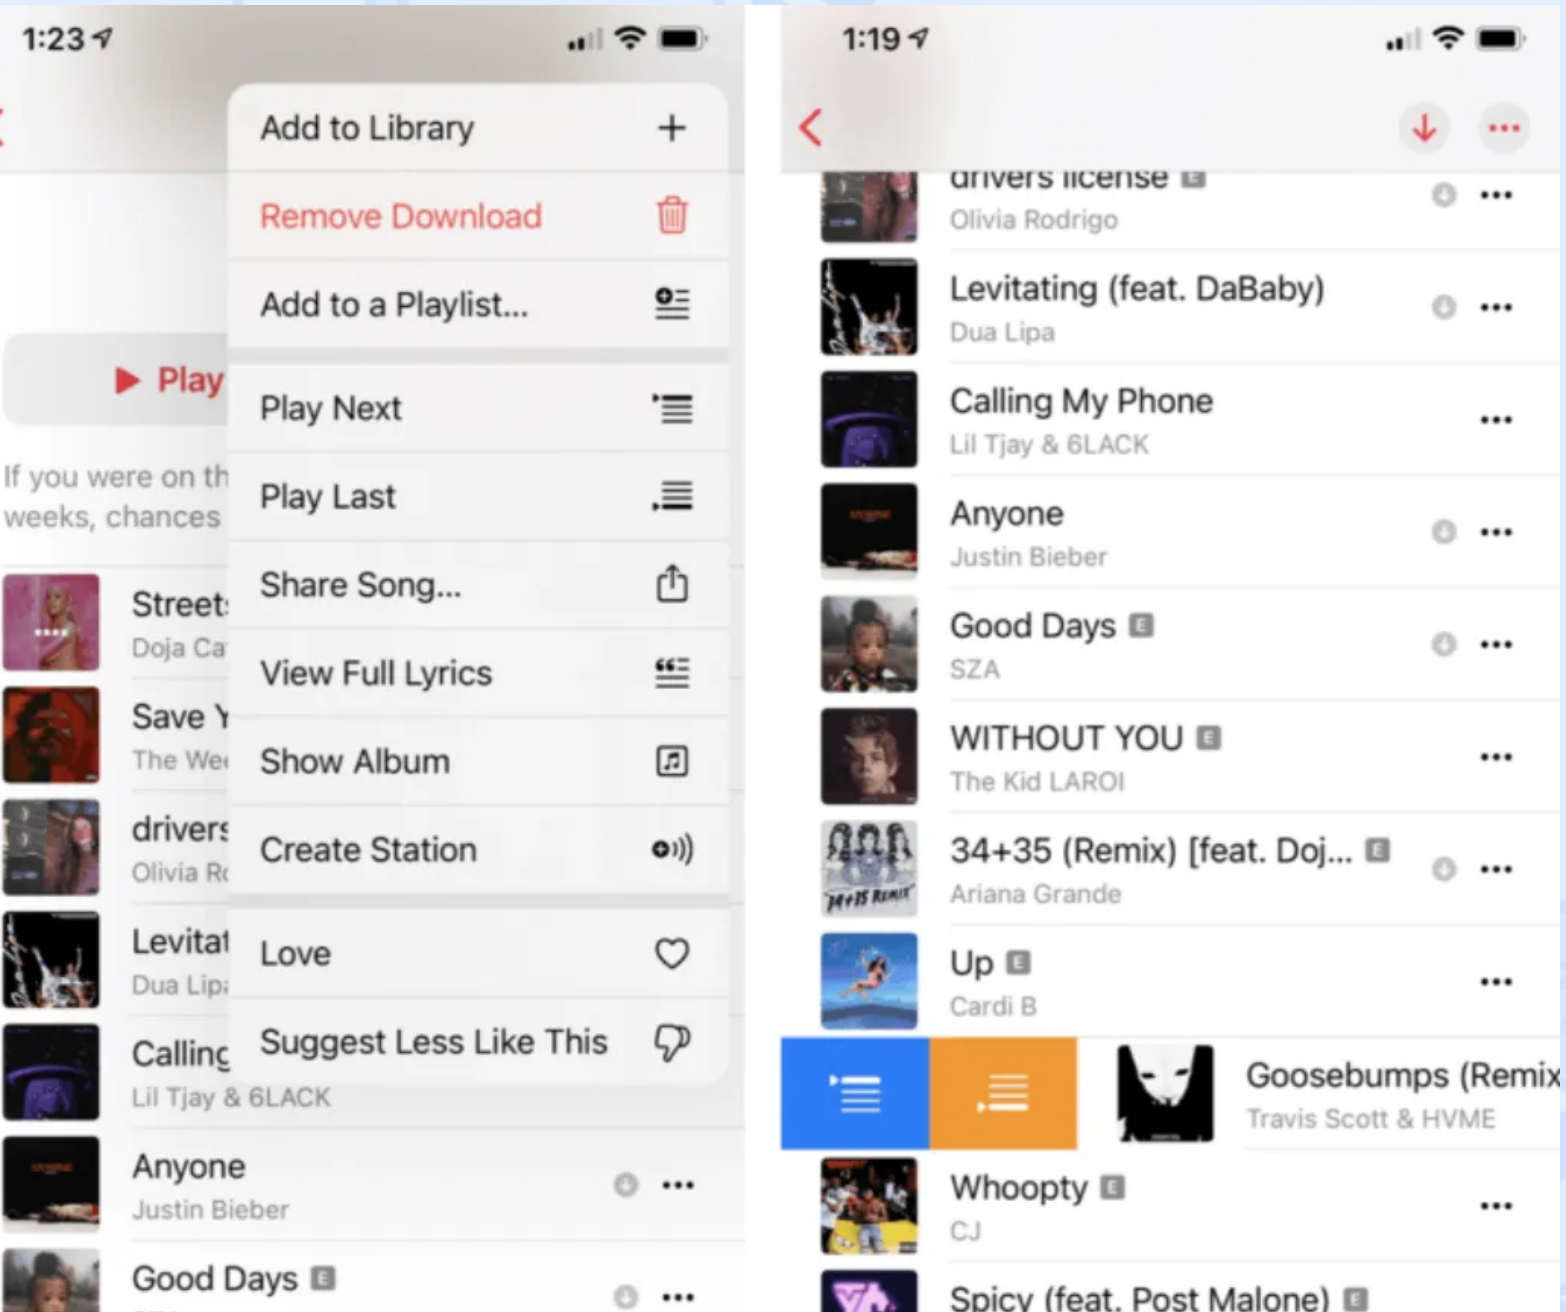 1:23
Add to Library
Remove Download
Add to a Playlist...
Play
Play Next
If you were on th
weeks, chances
Play Last
Share Song...
Street
Doja Ca
View Full Lyrics
Save Y
The We
Show Album
drivers
Olivia R
Create Station
Levitat
Dua Lip
Love
Calling
Suggest Less Like This
Lil Tjay & 6LACK
Anyone
Justin Bieber
Good Days E
1:19
drivers license E
Olivia Rodrigo
Levitating (feat. DaBaby)
Dua Lipa
Calling My Phone
Lil Tjay & 6LACK
Anyone
Justin Bieber
Good Days E
SZA
WITHOUT YOU E
The Kid LAROI
34+35 (Remix) [feat. Doj... E
Ariana Grande
"34+35 REMIX"
Up E
Cardi B
Goosebumps (Remix
Travis Scott & HVME
Whoopty E
CJ
Spicy (feat. Post Malone) E